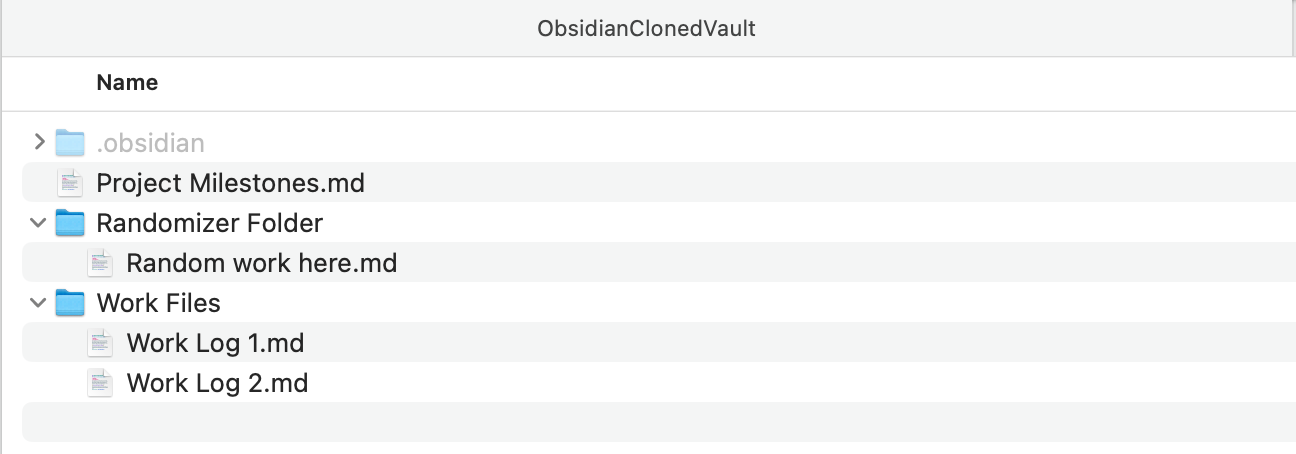 ObsidianClonedVault
Name
.obsidian
Project Milestones.md
Randomizer Folder
Random work here.md
Work Files
Work Log 1.md
Work Log 2.md